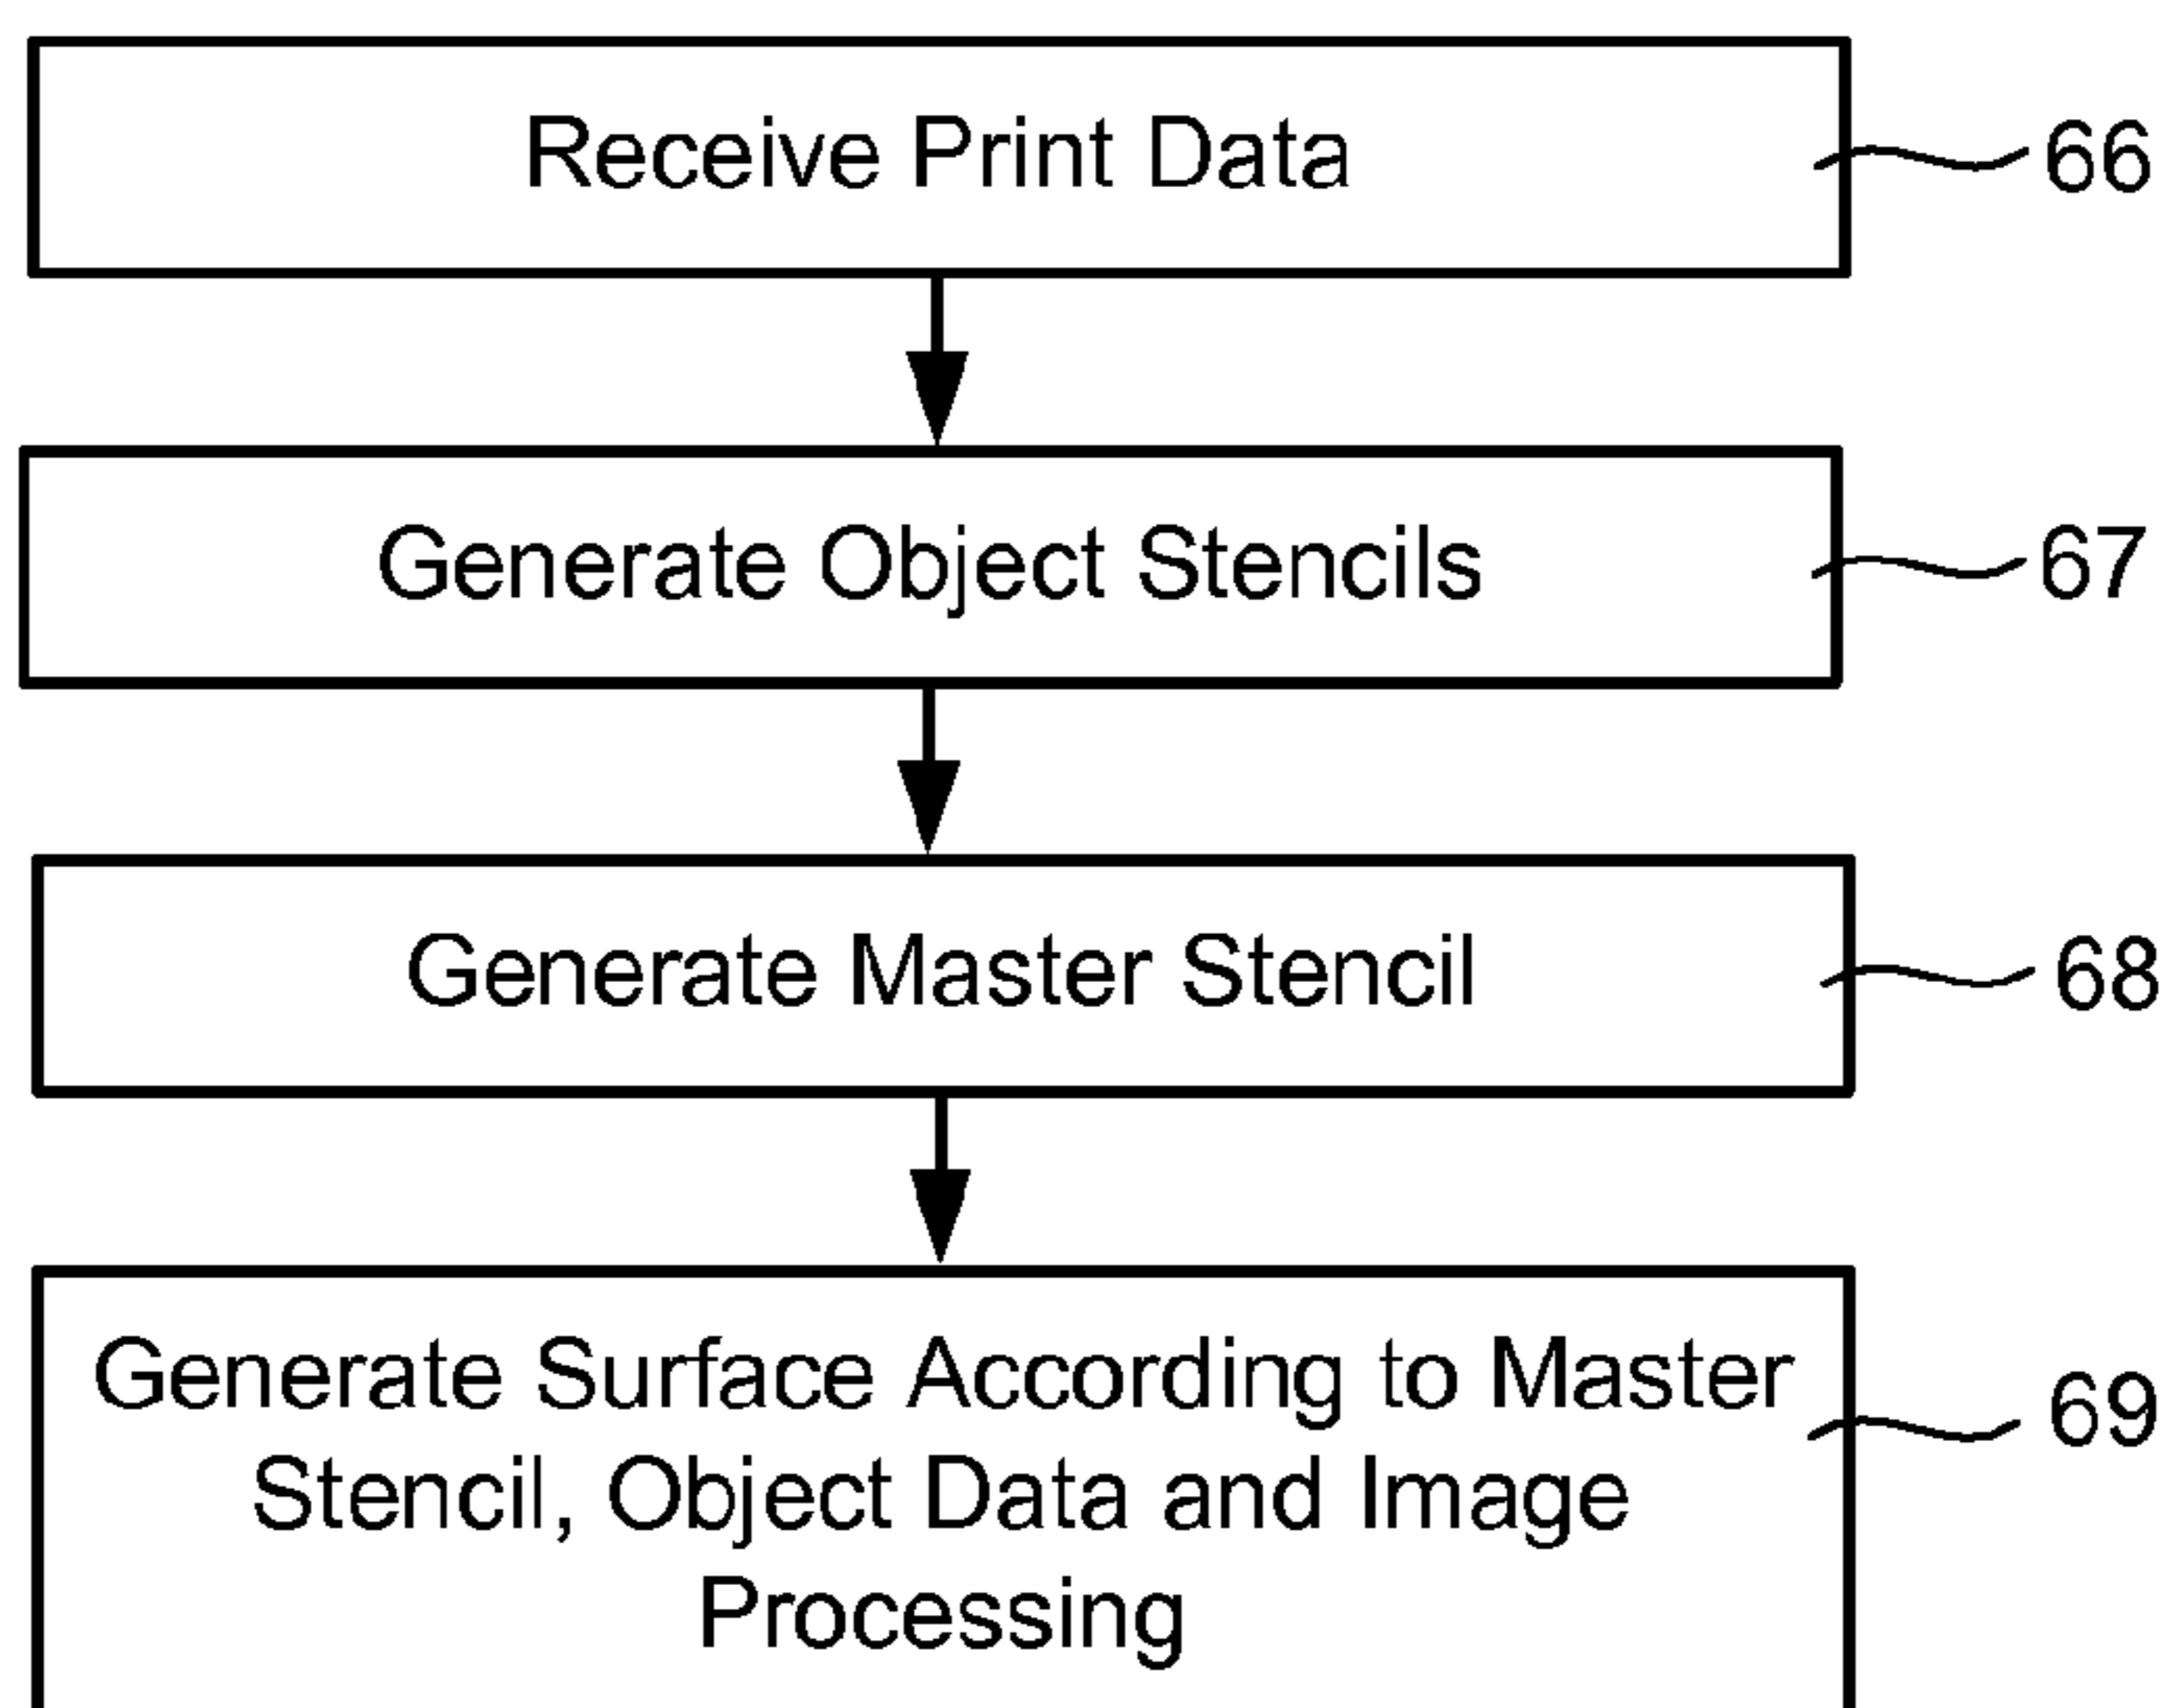 Receive Print Data
66
Generate Object Stencils
67
Generate Master Stencil
68
Generate Surface According to Master
Stencil, Object Data and Image
Processing
69